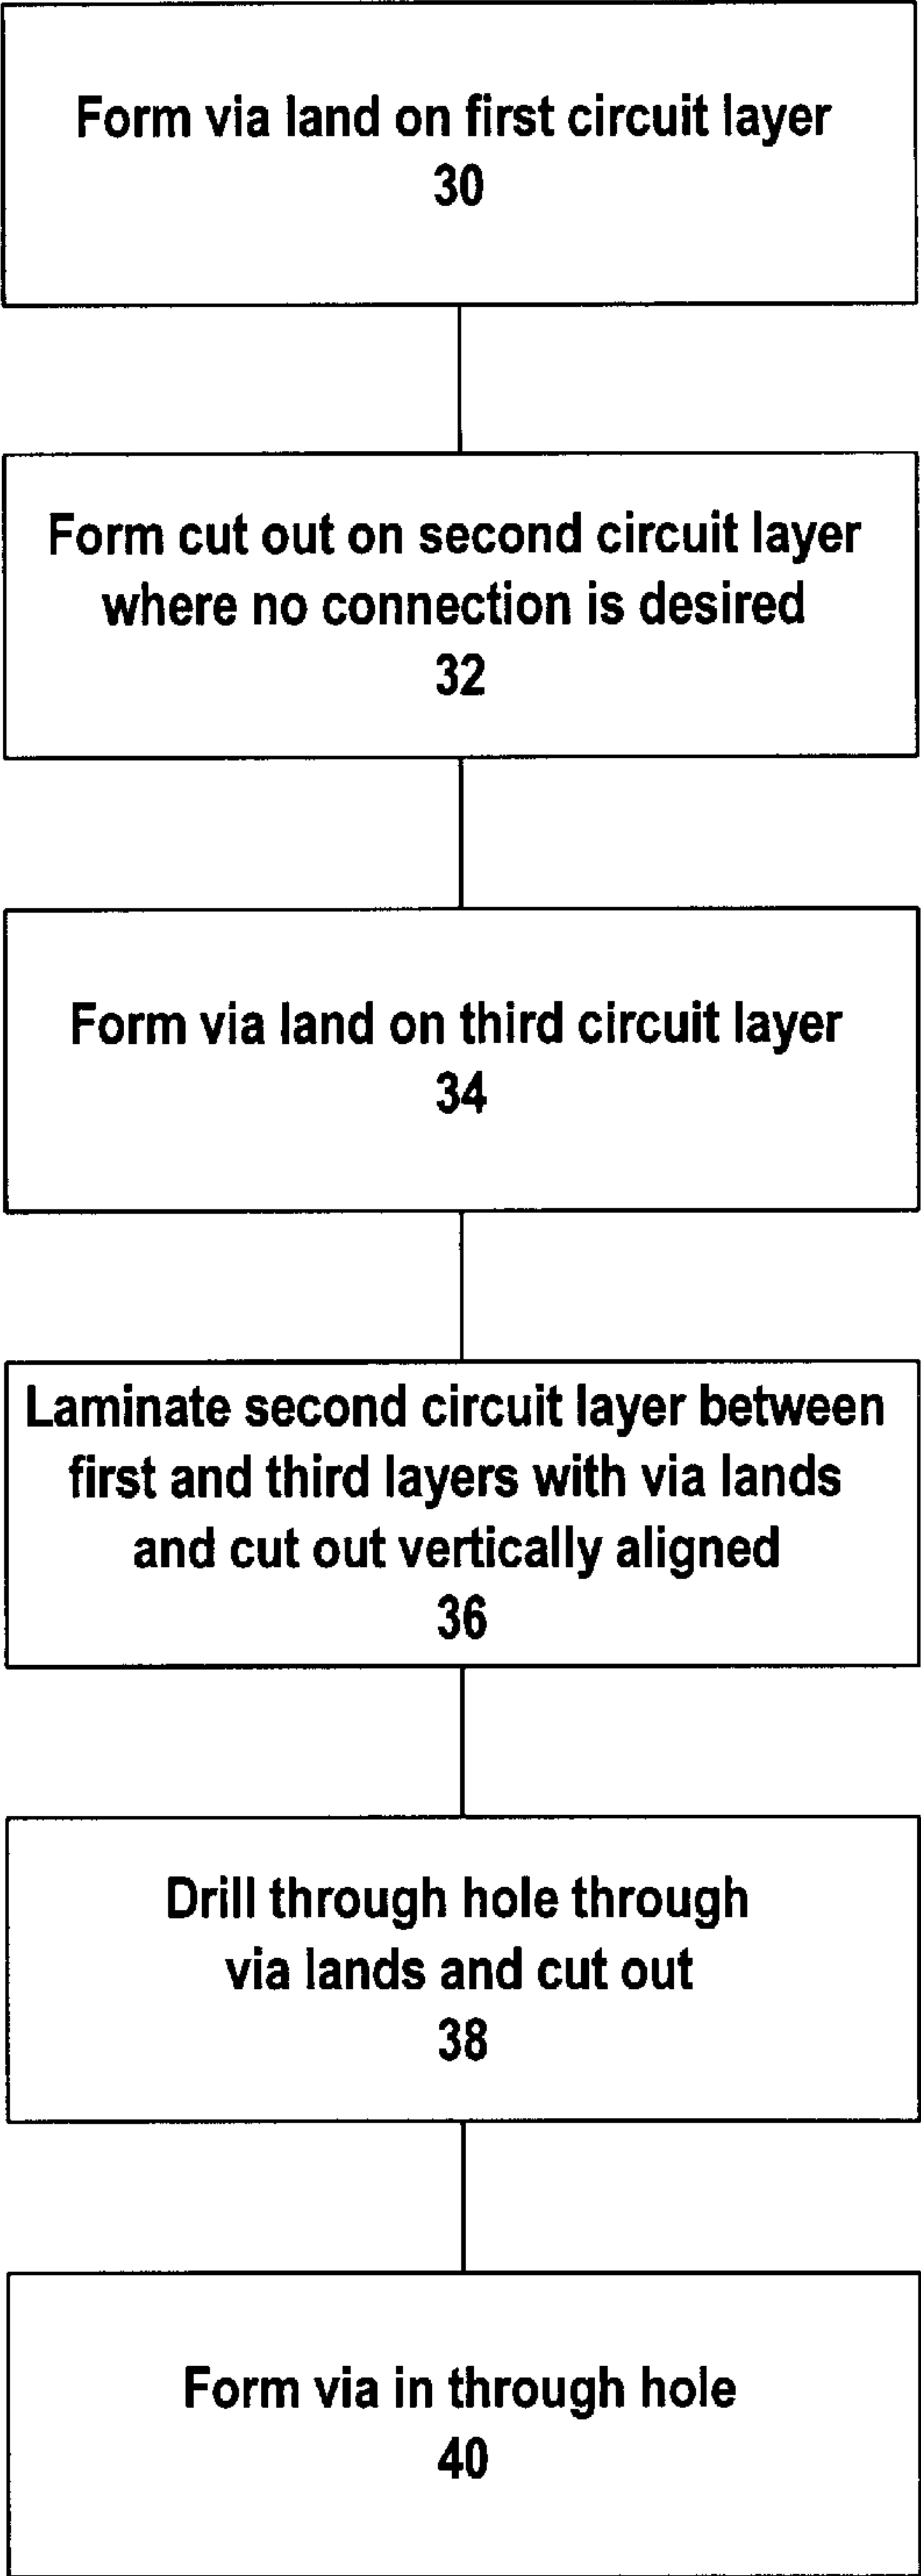 Form via land on first circuit layer
30
Form cut out on second circuit layer
where no connection is desired
32
Form via land on third circuit layer
34
Laminate second circuit layer between
first and third layers with via lands
and cut out vertically aligned
36
Drill through hole through
via lands and cut out
38
Form via in through hole
40